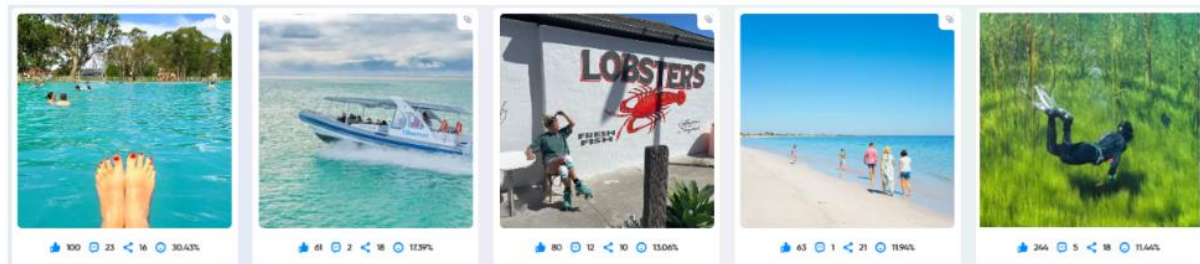 LOBSTERS
FRESH
FISH!
100 23 16 30.43%
61 2 18 17.39%
80 12 10 13.06%
63 1 21 11.94%
244 5 18 11.44%